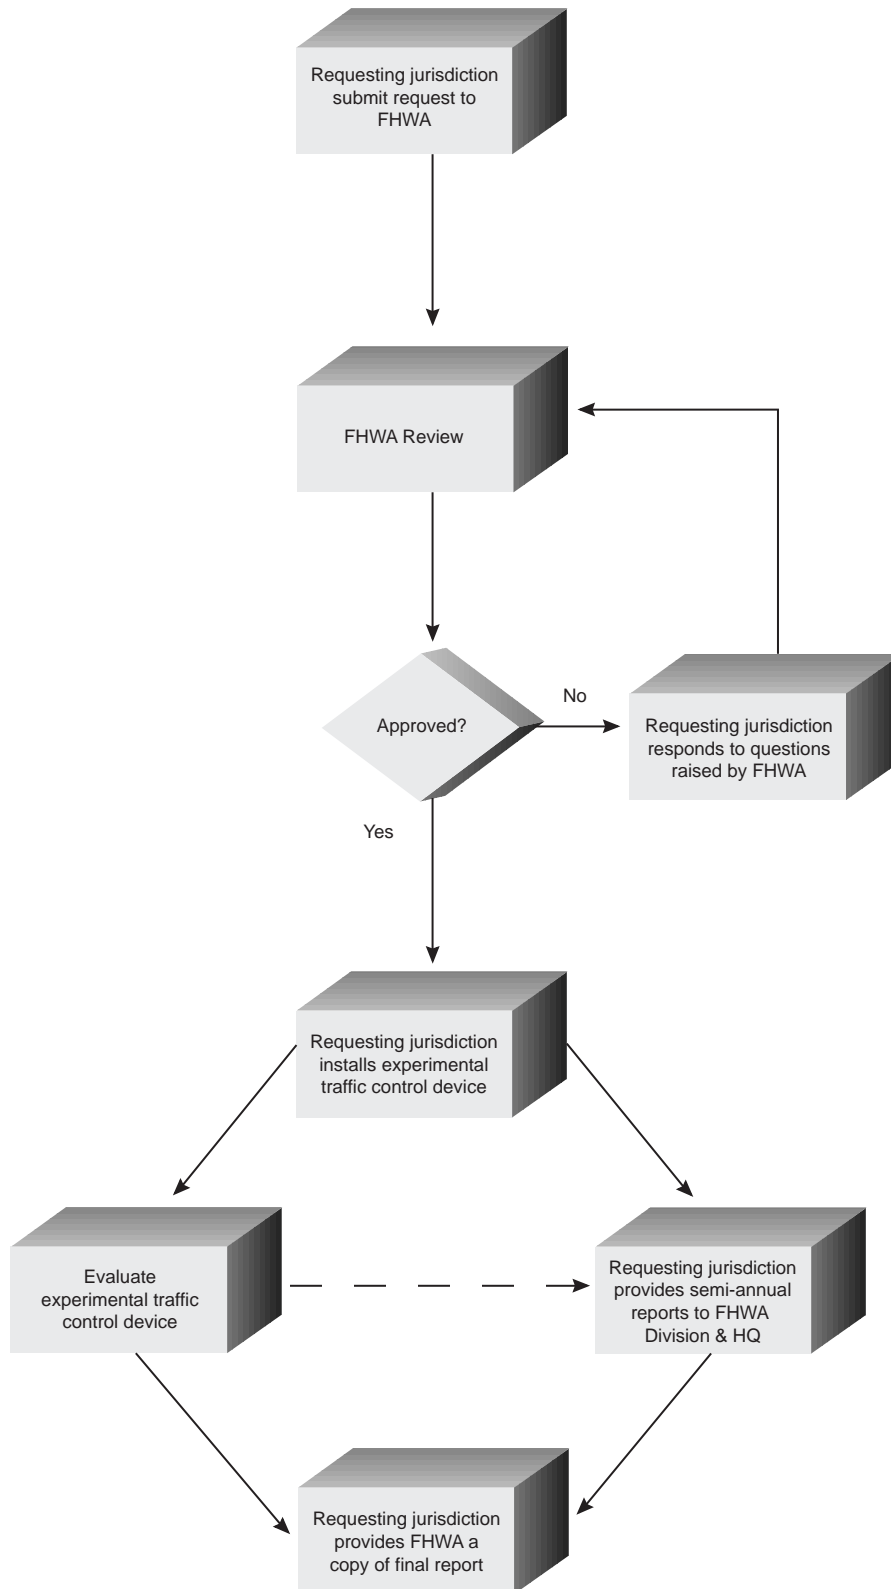 Requesting jurisdiction
submit request to
FHWA
FHWA Review
Approved?
No
Requesting jurisdiction
responds to questions
raised by FHWA
Yes
Requesting jurisdiction
installs experimental
traffic control device
Evaluate
experimental traffic
control device
Requesting jurisdiction
provides semi-annual
reports to FHWA
Division & HQ
Requesting jurisdiction
provides FHWA a
copy of final report